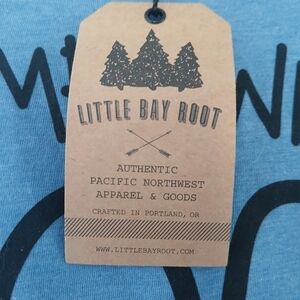 LITTLE BAY ROOT
AUTHENTIC
PACIFIC NORTHWEST
APPAREL & GOODS
CRAFTED IN PORTLAND, OR
WWW.LITTLEBAYROOT.COM